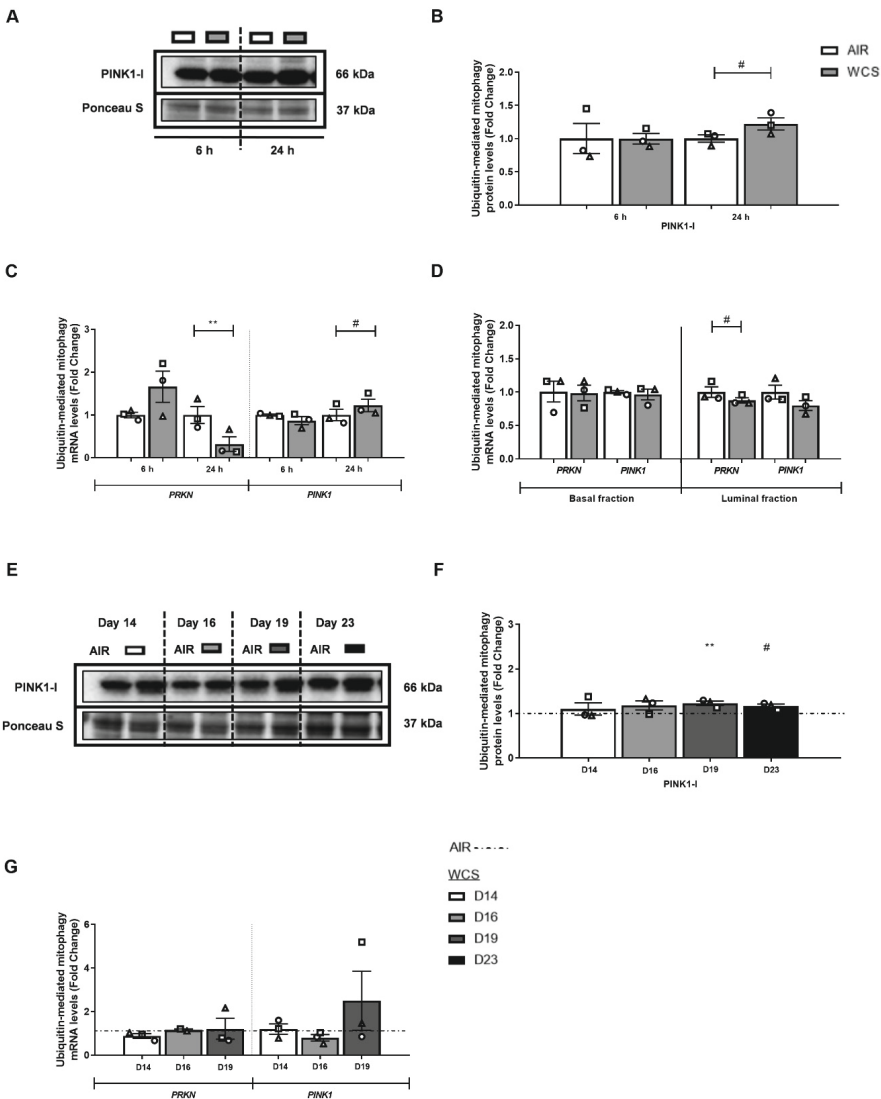 A
PINK1-I
66 kDa
Ponceau S
37 kDa
6 h
24 h
B
AIR
WCS
Ubiquitin-mediated mitophagy
protein levels (Fold Change)
2.0
1.5
1.0
0.5
0.0
#
6 h
24 h
PINK1-I
C
Ubiquitin-mediated mitophagy
mRNA levels (Fold Change)
3
2
1
0
**
#
6 h
24 h
6 h
24 h
PRKN
PINK1
D
Ubiquitin-mediated mitophagy
mRNA levels (Fold Change)
2.0
1.5
1.0
0.5
0.0
#
PRKN
PINK1
PRKN
PINK1
Basal fraction
Luminal fraction
E
Day 14
Day 16
Day 19
Day 23
AIR
AIR
AIR
AIR
PINK1-I
66 kDa
Ponceau S
37 kDa
F
Ubiquitin-mediated mitophagy
protein levels (Fold Change)
3
2
1
0
**
#
D14
D16
D19
D23
PINK1-I
AIR
WCS
D14
D16
D19
D23
G
Ubiquitin-mediated mitophagy
mRNA levels (Fold Change)
6
4
2
0
D14
D16
D19
D14
D16
D19
PRKN
PINK1